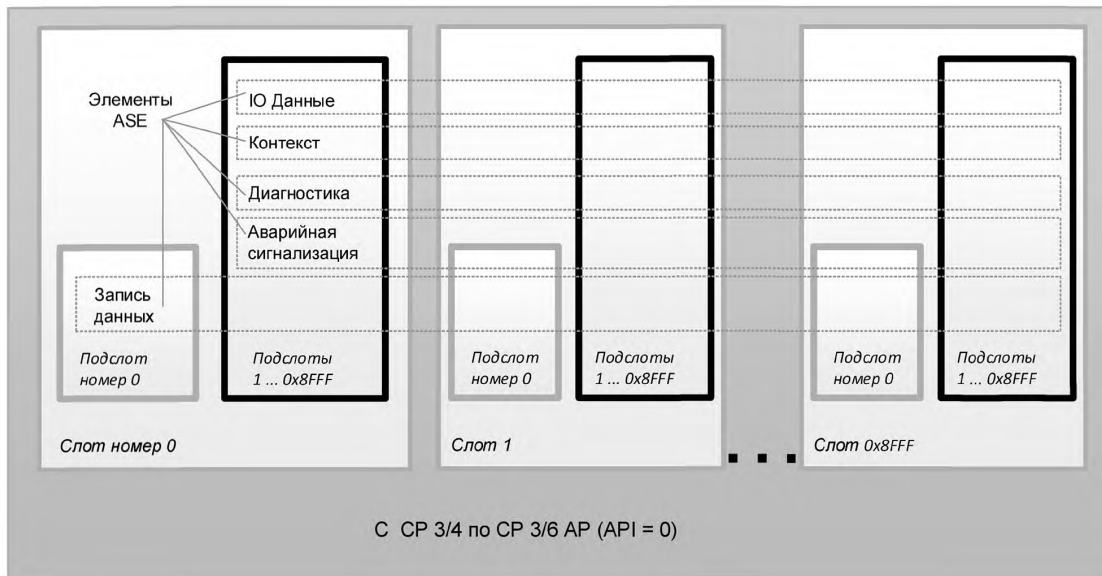 Элементы
ASE
IO Данные
Контекст
Диагностика
Аварийная
сигнализация
Запись
данных
Подслот
номер 0
Подслоты
1 ... 0x8FFF
Подслот
номер 0
Подслоты
1 ... 0x8FFF
Подслот
номер 0
Подслоты
1 ... 0x8FFF
Слот номер 0
Слот 1
. . .
Слот 0x8FFF
С CP 3/4 по CP 3/6 AP (API = 0)